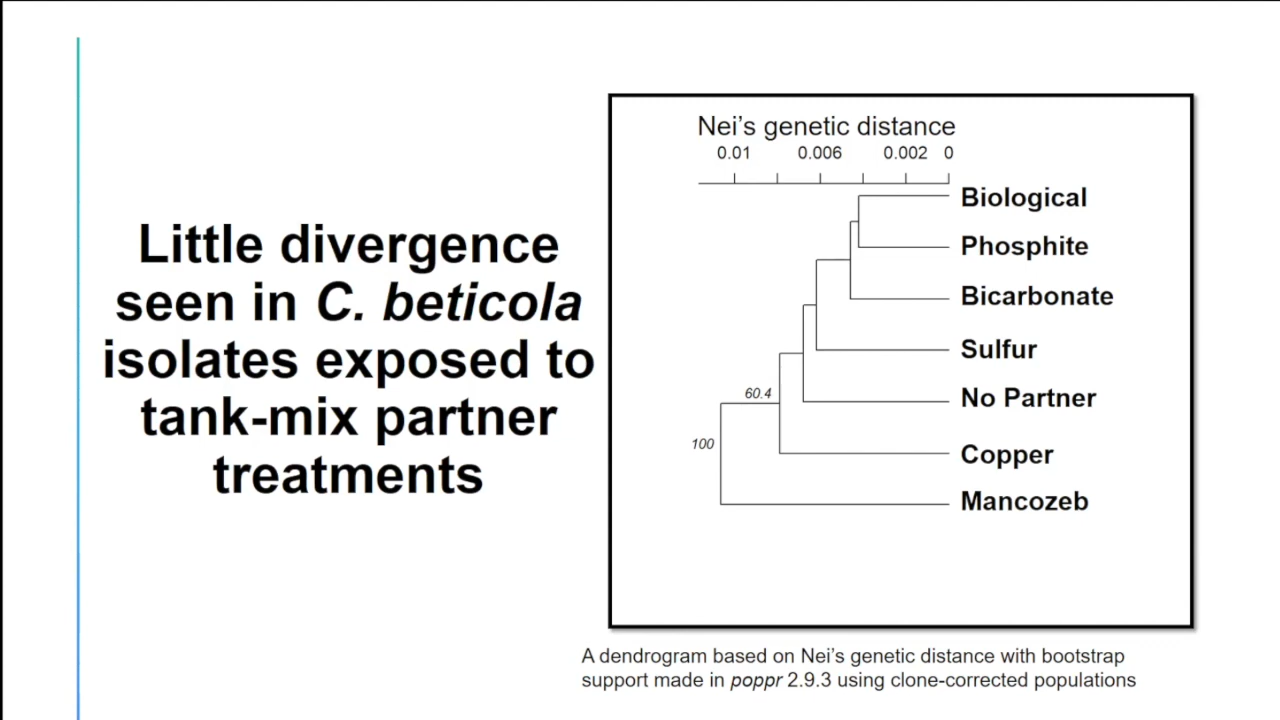 Little divergence
seen in C. beticola
isolates exposed to
tank-mix partner
treatments
Nei’s genetic distance
0.01 0.006 0.002 0
Biological
Phosphite
Bicarbonate
Sulfur
No Partner
60.4
Copper
100
Mancozeb
A dendrogram based on Nei’s genetic distance with bootstrap
support made in poppr 2.9.3 using clone-corrected populations